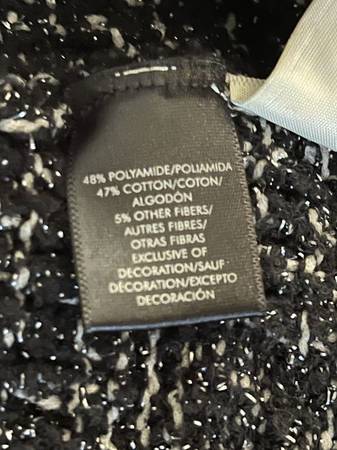 48% POLYAMIDE/POLIAMIDA
47% COTTON/COTON/
ALGODÓN
5% OTHER FIBERS/
AUTRES FIBRES/
OTRAS FIBRAS
EXCLUSIVE OF
DECORATION/SAUF
DÉCORATION/EXCEPTO
DECORACIÓN